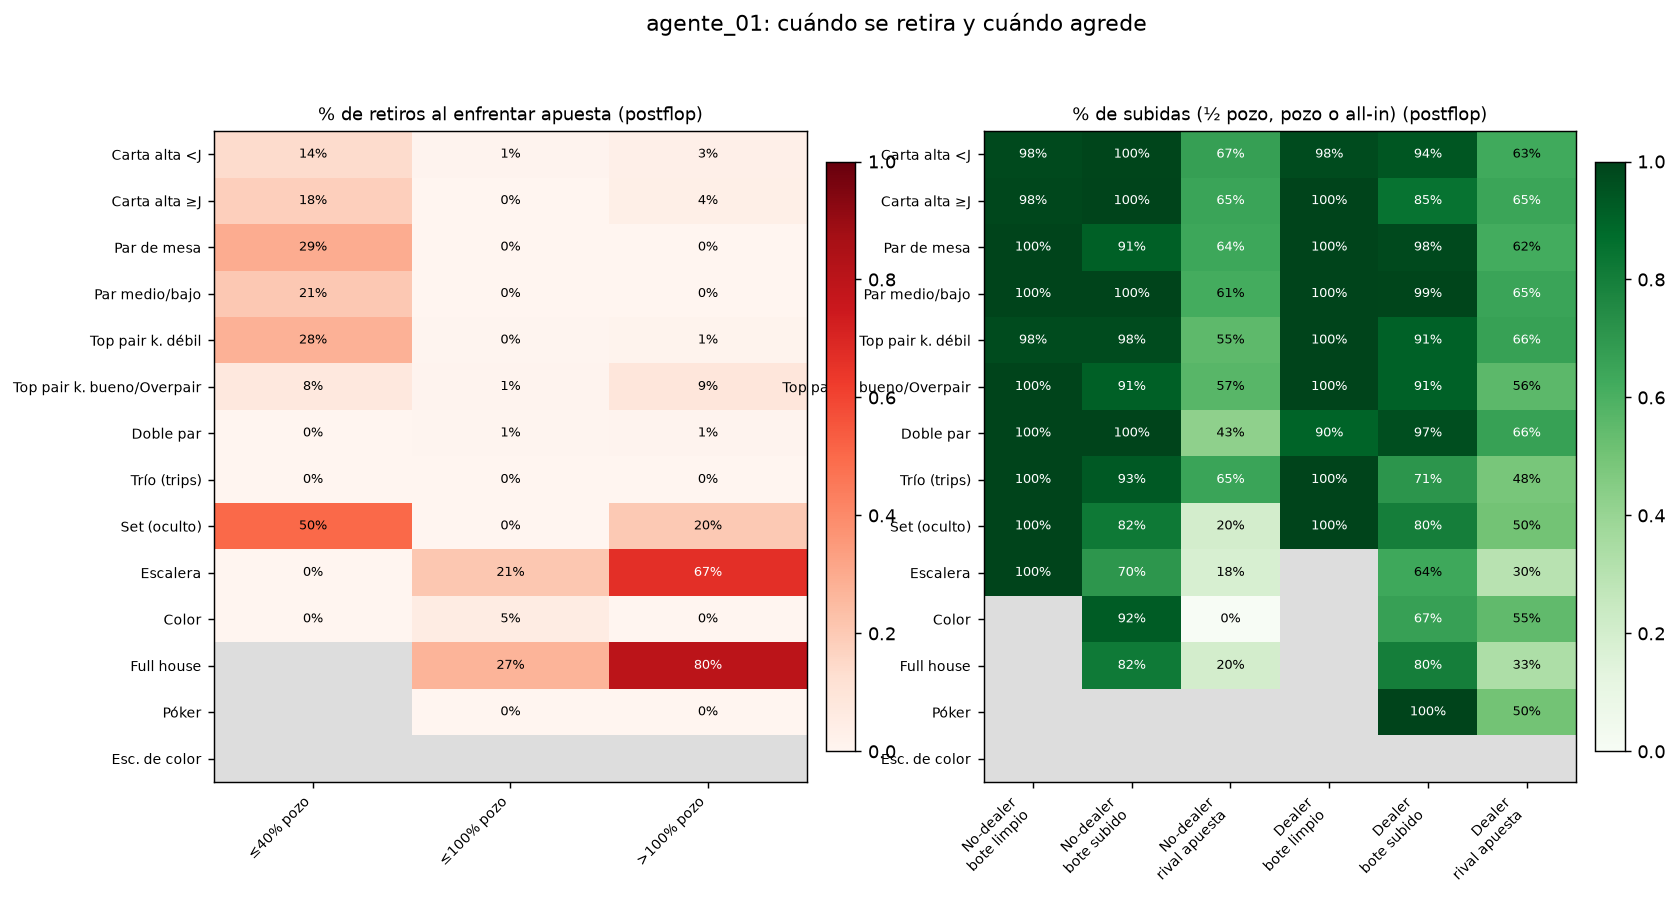 agente_01: cuándo se retira y cuándo agrede
% de retiros al enfrentar apuesta (postflop)
Carta alta <J 14% 1% 3%
Carta alta ≥J 18% 0% 4%
Par de mesa 29% 0% 0%
Par medio/bajo 21% 0% 0%
Top pair k. débil 28% 0% 1%
Top pair k. bueno/Overpair 8% 1% 9%
Doble par 0% 1% 1%
Trío (trips) 0% 0% 0%
Set (oculto) 50% 0% 20%
Escalera 0% 21% 67%
Color 0% 5% 0%
Full house 27% 80%
Póker 0% 0%
Esc. de color
≤40% pozo
≤100% pozo
>100% pozo
1.0
0.8
0.6
0.4
0.2
0.0
% de subidas (½ pozo, pozo o all-in) (postflop)
Carta alta <J 98% 100% 67% 98% 94% 63%
Carta alta ≥J 98% 100% 65% 100% 85% 65%
Par de mesa 100% 91% 64% 100% 98% 62%
Par medio/bajo 100% 100% 61% 100% 99% 65%
Top pair k. débil 98% 98% 55% 100% 91% 66%
Top pa bueno/Overpair 100% 91% 57% 100% 91% 56%
Doble par 100% 100% 43% 90% 97% 66%
Trío (trips) 100% 93% 65% 100% 71% 48%
Set (oculto) 100% 82% 20% 100% 80% 50%
Escalera 100% 70% 18% 64% 30%
Color 92% 0% 67% 55%
Full house 82% 20% 80% 33%
Póker 100% 50%
Esc. de color
No-dealer
bote limpio
No-dealer
bote subido
No-dealer
rival apuesta
Dealer
bote limpio
Dealer
bote subido
Dealer
rival apuesta
1.0
0.8
0.6
0.4
0.2
0.0